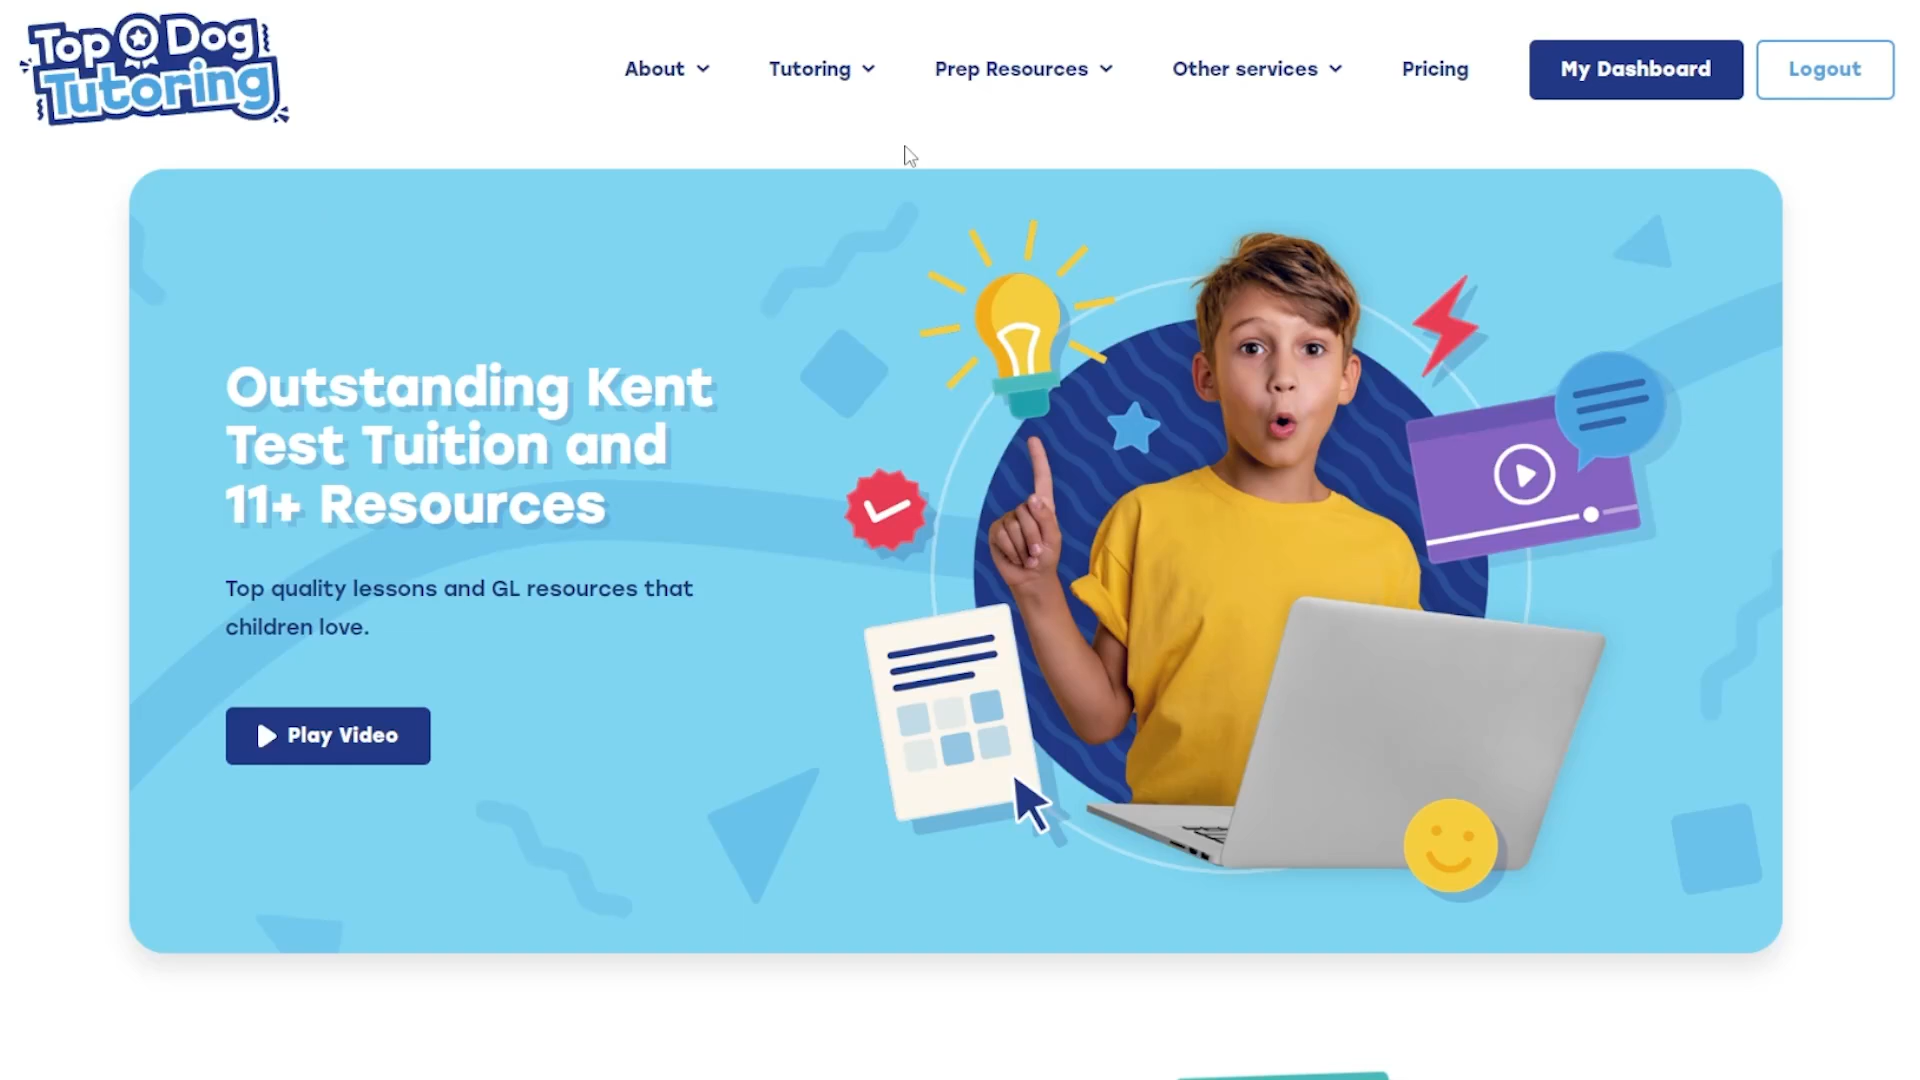 Top Dog
Tutoring
About
Tutoring
Prep Resources
Other services
Pricing
My Dashboard
Logout
Outstanding Kent
Test Tuition and
11+ Resources
Top quality lessons and GL resources that
children love.
Play Video